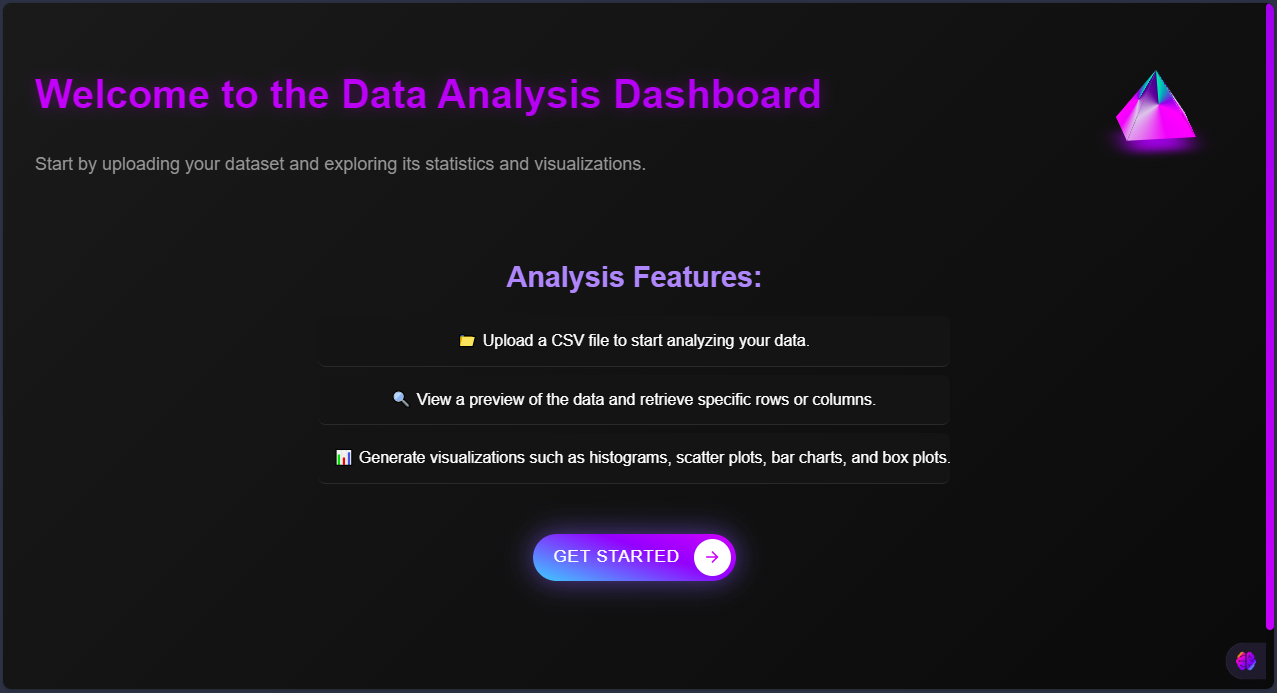 Welcome to the Data Analysis Dashboard
Start by uploading your dataset and exploring its statistics and visualizations.
Analysis Features:
📁 Upload a CSV file to start analyzing your data.
🔍 View a preview of the data and retrieve specific rows or columns.
📊 Generate visualizations such as histograms, scatter plots, bar charts, and box plots.
GET STARTED